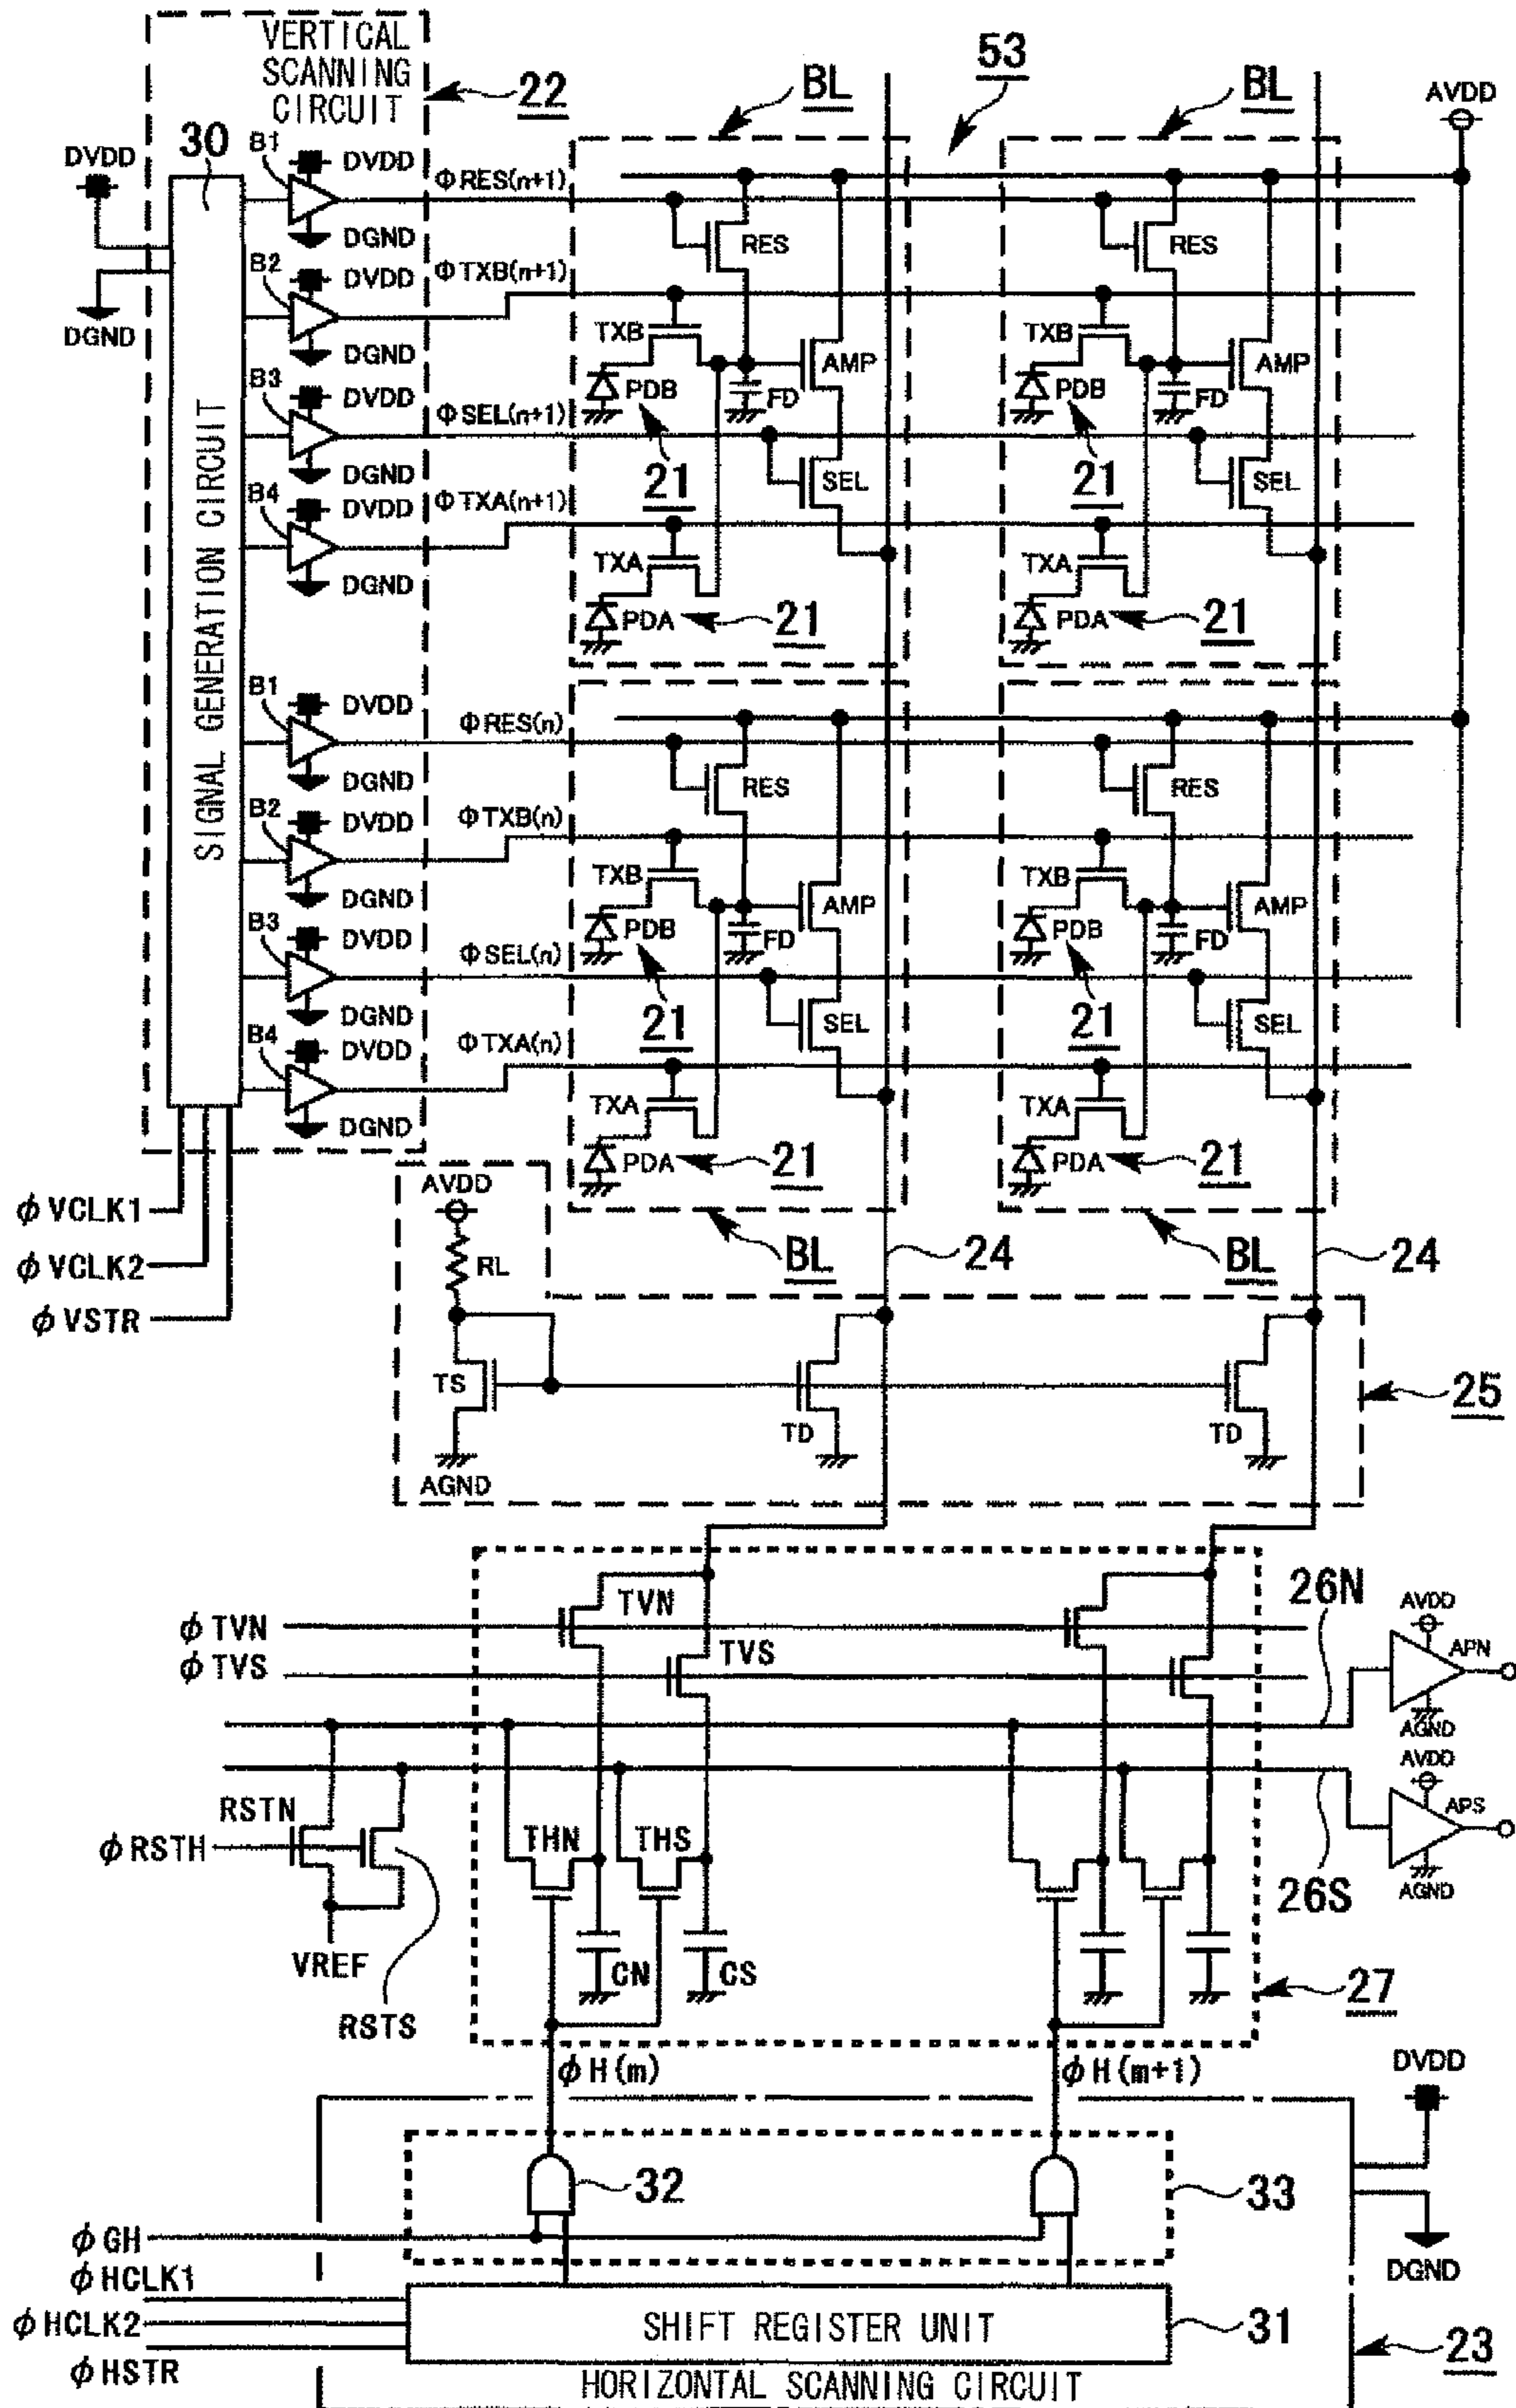 VERTICAL
SCANNING
CIRCUIT
22
53
BL
BL
AVDD
30
DVDD
DGND
SIGNAL GENERATION CIRCUIT
B1
DVDD
DGND
ΦRES(n+1)
B2
DVDD
DGND
ΦTXB(n+1)
B3
DVDD
DGND
ΦSEL(n+1)
B4
DVDD
DGND
ΦTXA(n+1)
RES
TXB
AMP
PDB
FD
21
SEL
TXA
PDA
21
RES
TXB
AMP
PDB
FD
21
SEL
TXA
PDA
21
B1
DVDD
DGND
ΦRES(n)
B2
DVDD
DGND
ΦTXB(n)
B3
DVDD
DGND
ΦSEL(n)
B4
DVDD
DGND
ΦTXA(n)
RES
TXB
AMP
PDB
FD
21
SEL
TXA
PDA
21
RES
TXB
AMP
PDB
FD
21
SEL
TXA
PDA
21
φVCLK1
φVCLK2
φVSTR
BL
24
BL
24
AVDD
RL
TS
AGND
TD
TD
25
φTVN
φTVS
TVN
TVS
26N
AVDD
APN
AGND
AVDD
APS
AGND
26S
RSTN
φRSTH
VREF
RSTS
THN
THS
CN
CS
27
φH(m)
φH(m+1)
DVDD
DGND
32
33
φGH
φHCLK1
φHCLK2
φHSTR
SHIFT REGISTER UNIT
31
HORIZONTAL SCANNING CIRCUIT
23